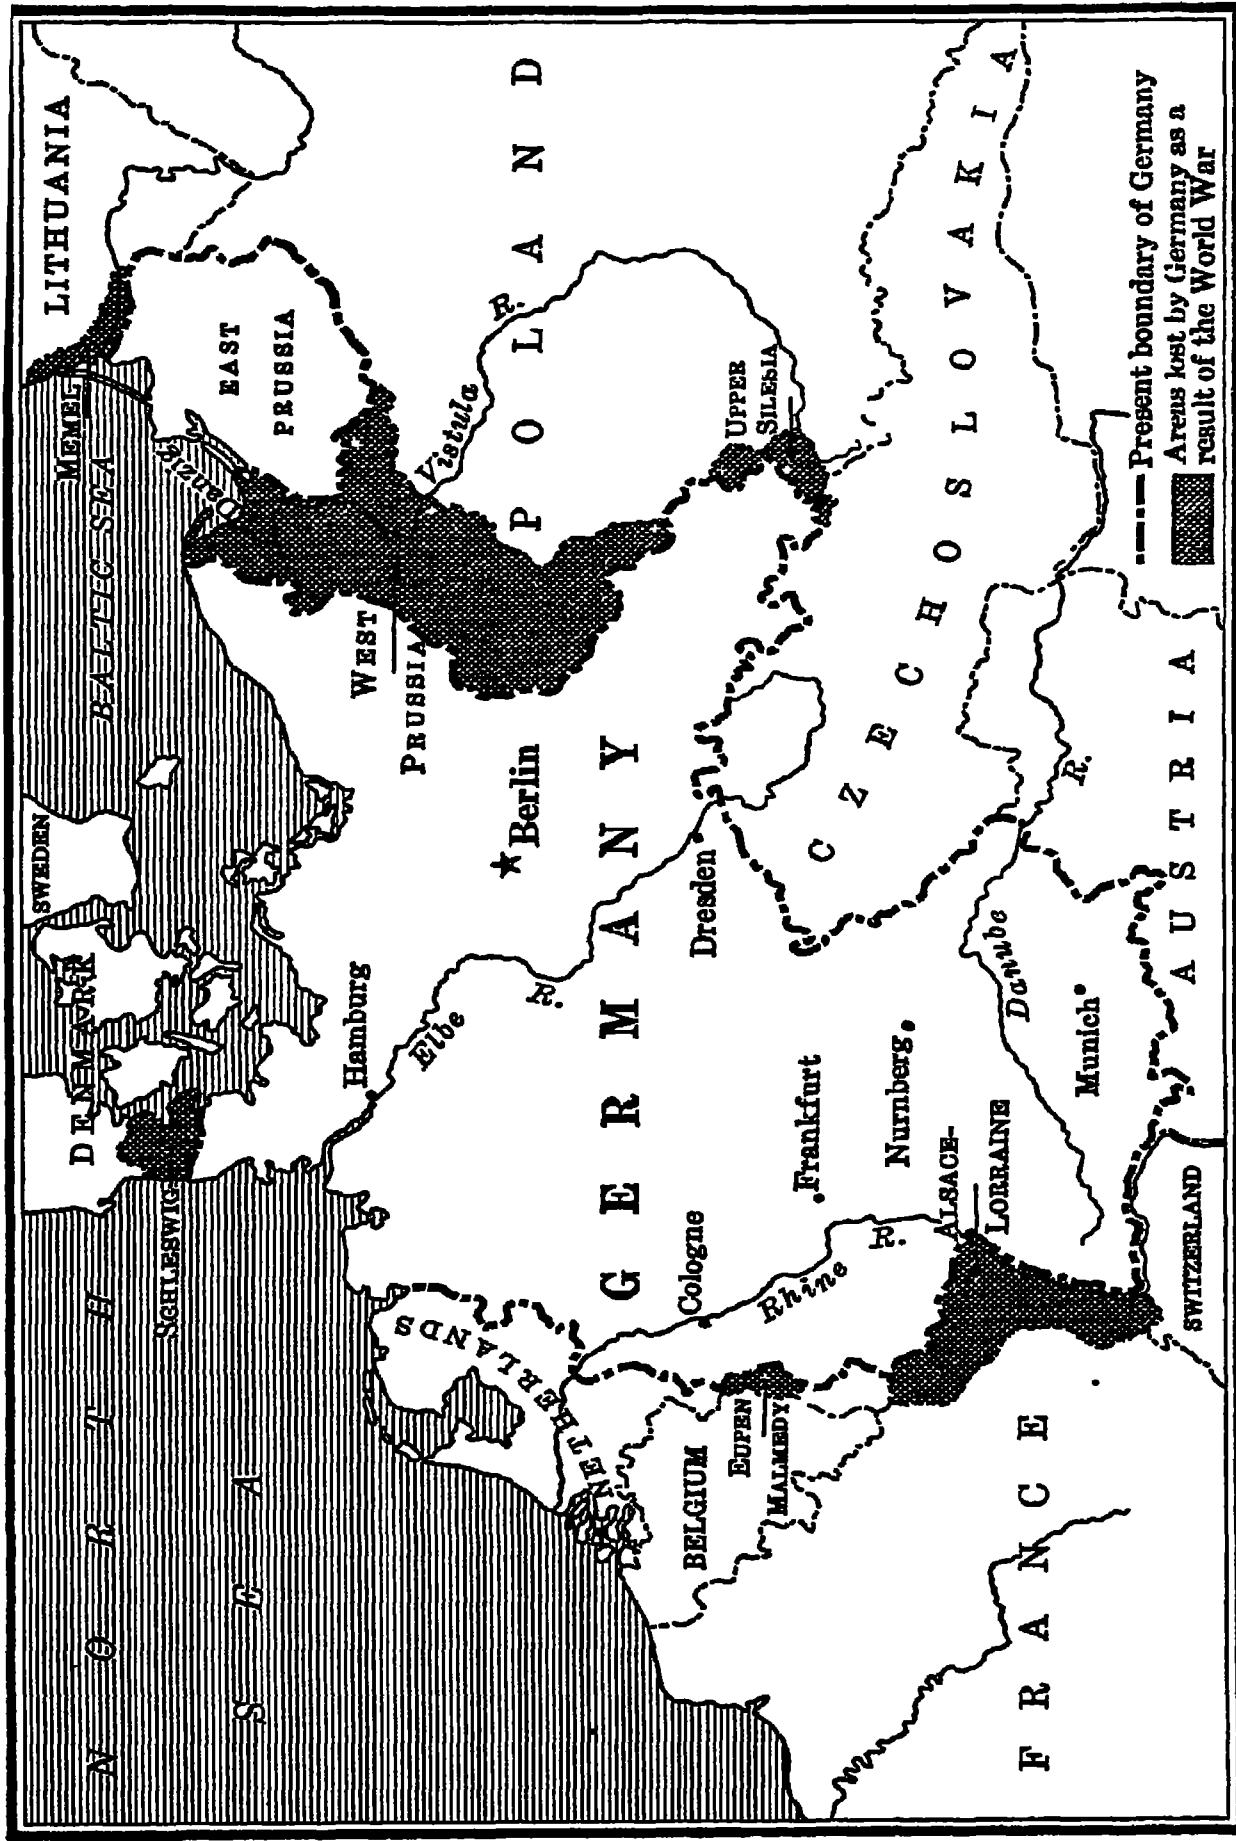 NORTH
SEA
DENMARK
SWEDEN
BALTIC SEA
MEMEL
LITHUANIA
SCHLESWIG
Danzig
EAST
PRUSSIA
Hamburg
WEST
PRUSSIA
Elbe
R.
Berlin
Vistula
R.
POLAND
NETHERLANDS
GERMANY
BELGIUM
Cologne
Dresden
EUPEN
MALMEDY
UPPER
SILESIA
Rhine
R.
Frankfurt
Nurnberg
CZECHOSLOVAKIA
ALSACE-
LORRAINE
Danube
R.
FRANCE
Munich
SWITZERLAND
AUSTRIA
Present boundary of Germany
Areas lost by Germany as a
result of the World War